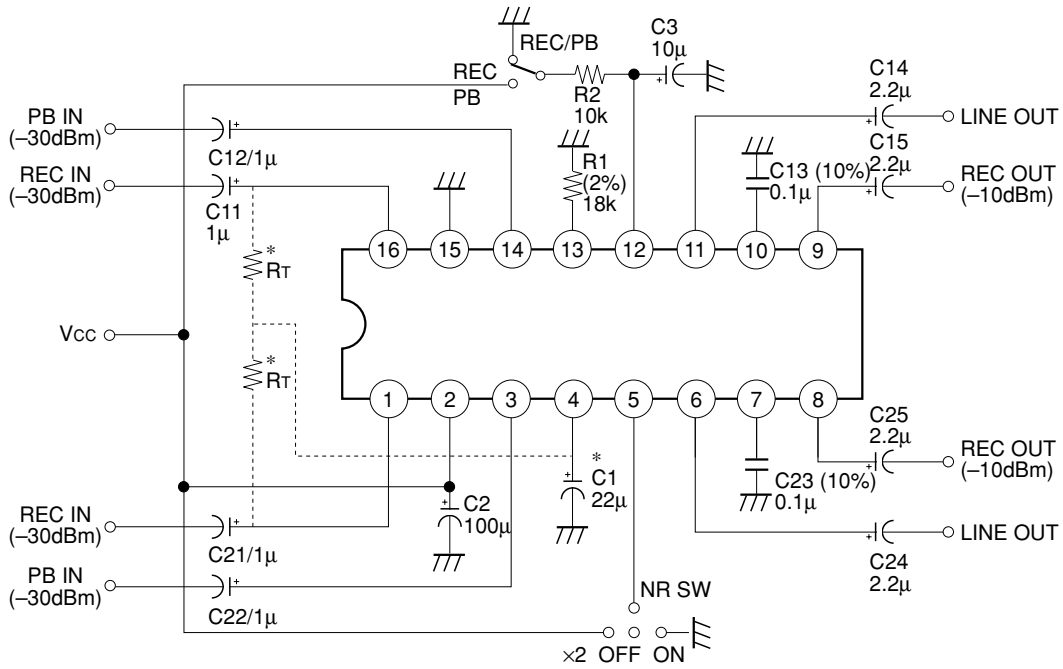 REC/PB
C3
10μ
REC
PB
R2
10k
C14
2.2μ
LINE OUT
PB IN
(–30dBm)
C12/1μ
R1
(2%)
18k
C13 (10%)
0.1μ
C15
2.2μ
REC OUT
(–10dBm)
REC IN
(–30dBm)
C11
1μ
* RT
16 15 14 13 12 11 10 9
VCC
* RT
1 2 3 4 5 6 7 8
C25
2.2μ
REC OUT
(–10dBm)
* C1
22μ
C23 (10%)
0.1μ
C2
100μ
REC IN
(–30dBm)
C21/1μ
LINE OUT
C24
2.2μ
PB IN
(–30dBm)
C22/1μ
NR SW
×2 OFF ON